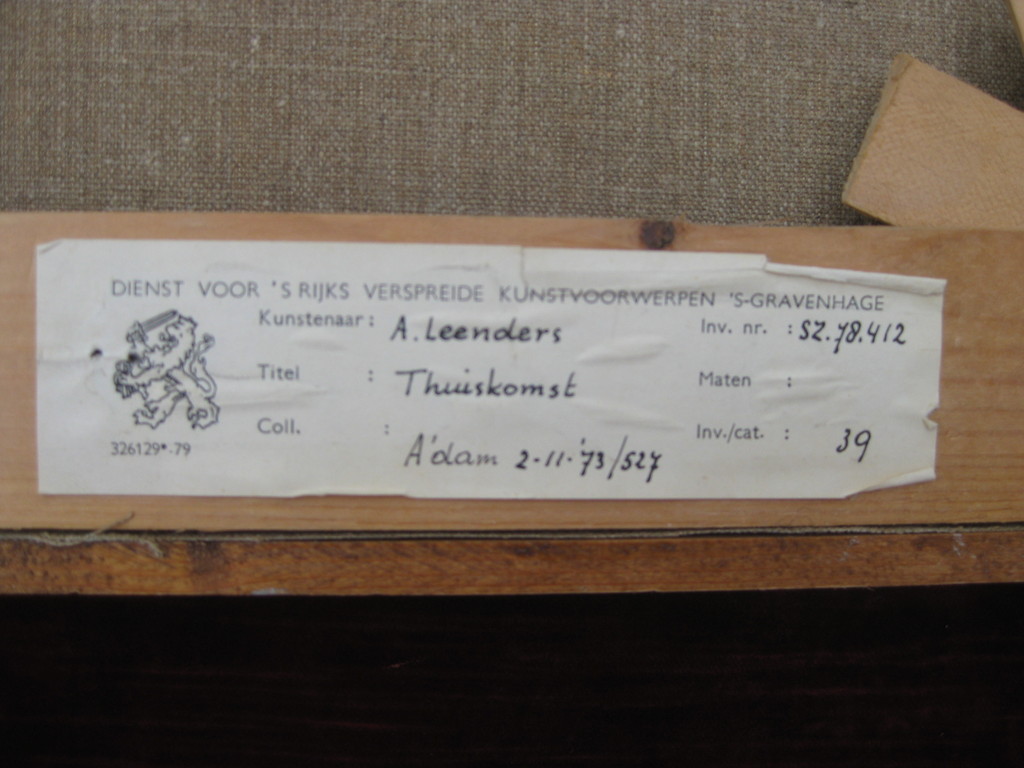 DIENST VOOR 'S RIJKS VERSPREIDE KUNSTVOORWERPEN 'S-GRAVENHAGE
Kunstenaar : A. Leenders Inv. nr. : SZ.78.412
Titel : Thuiskomst Maten :
Coll. : A'dam 2-11-'73/527 Inv./cat. : 39
326129*-79